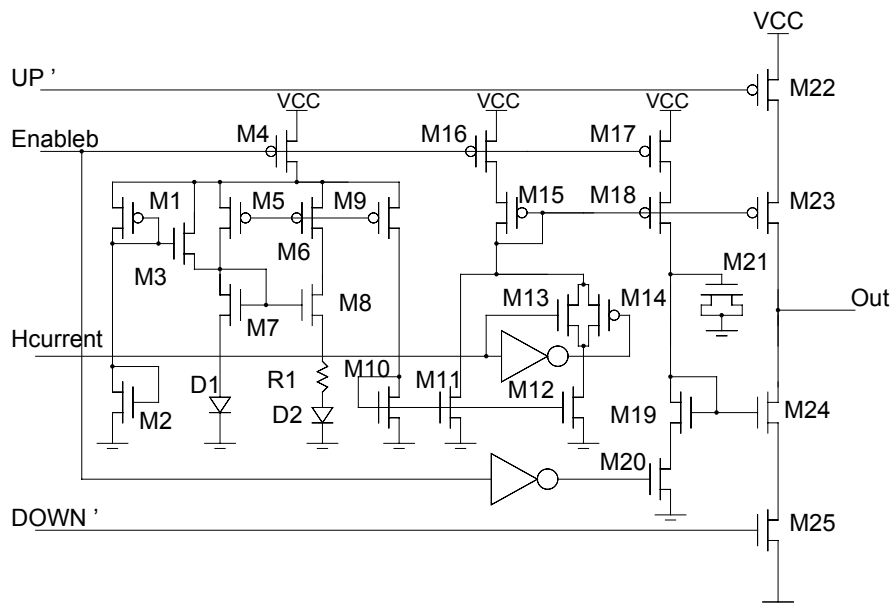 VCC
UP '
M22
VCC
VCC
VCC
M4
M16
M17
Enableb
M1
M5
M9
M15
M18
M23
M6
M3
M21
M8
M13
M14
M7
Out
Hcurrent
D1
R1
M10
M11
M12
D2
M2
M19
M24
M20
DOWN '
M25